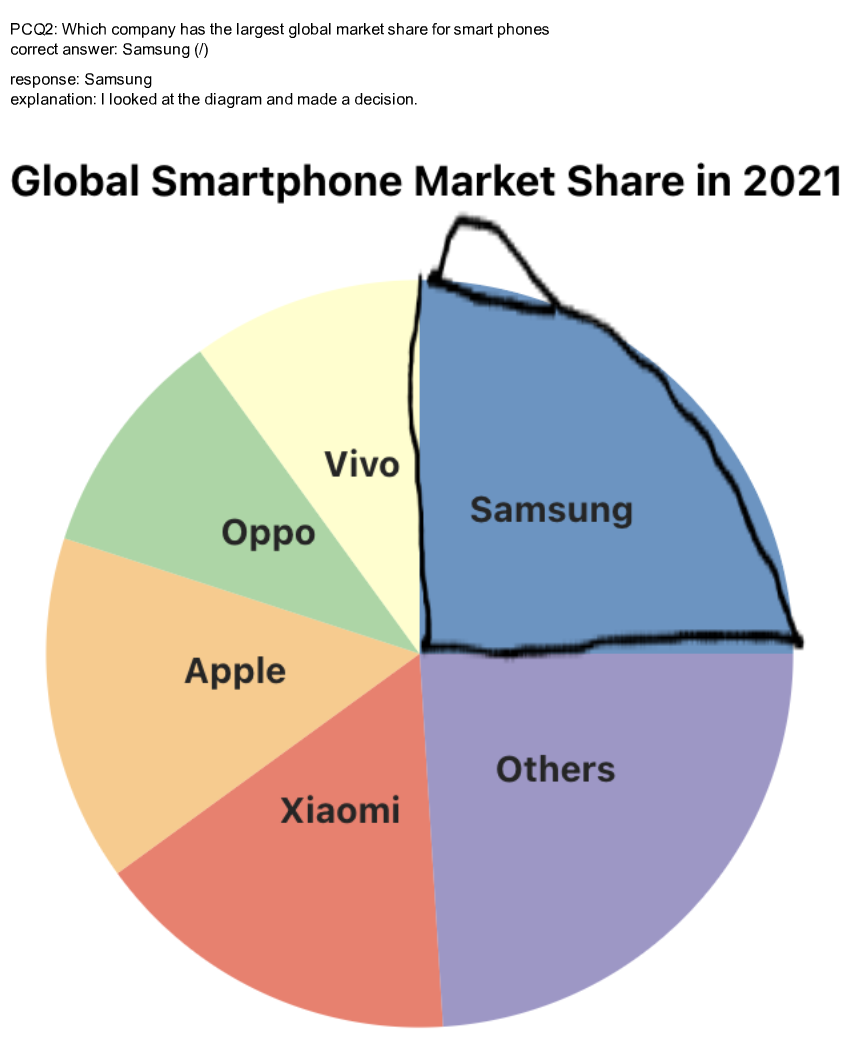 PCQ2: Which company has the largest global market share for smart phones
correct answer: Samsung (/)
response: Samsung
explanation: I looked at the diagram and made a decision.
Global Smartphone Market Share in 2021
Vivo
Samsung
Oppo
Apple
Others
Xiaomi